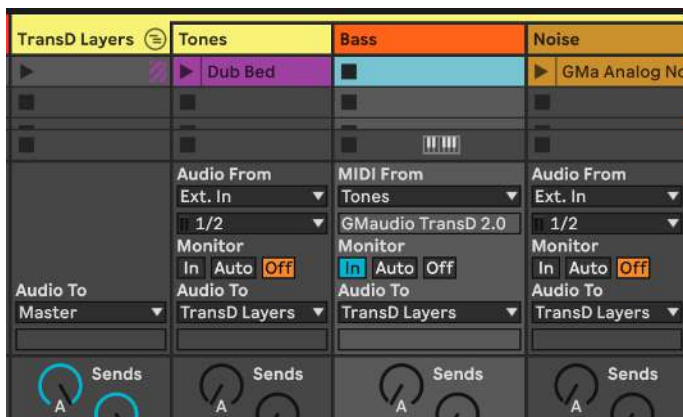 TransD Layers
Tones
Bass
Noise
Dub Bed
GMa Analog No
Audio From
MIDI From
Audio From
Ext. In
Tones
Ext. In
1/2
GMaudio TransD 2.0
1/2
Monitor
Monitor
Monitor
In Auto Off
In Auto Off
In Auto Off
Audio To
Audio To
Audio To
Audio To
Master
TransD Layers
TransD Layers
TransD Layers
Sends
Sends
Sends
Sends
A
A
A
A